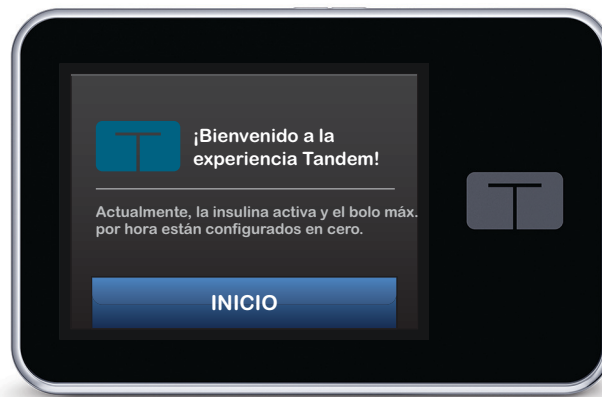 ¡Bienvenido a la
experiencia Tandem!
Actualmente, la insulina activa y el bolo máx.
por hora están configurados en cero.
INICIO